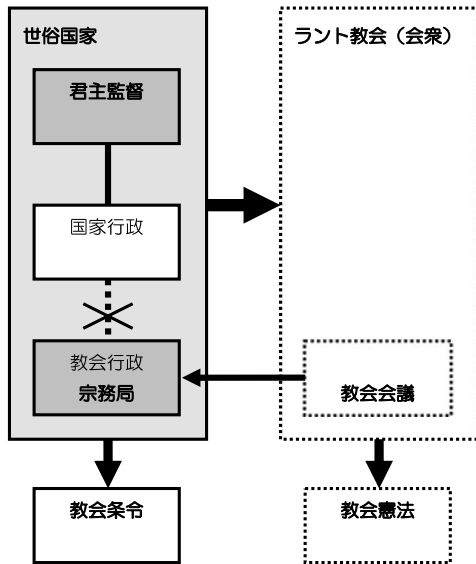 世俗国家
ラント教会（会衆）
君主監督
国家行政
教会行政
宗務局
教会会議
教会条令
教会憲法